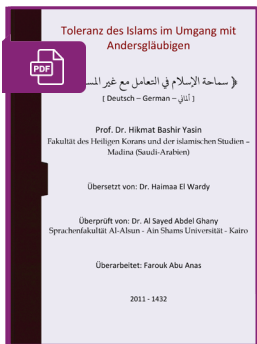 Toleranz des Islams im Umgang mit
Andersgläubigen
﴿ سماحة الإسلام في التعامل مع غير
[ Deutsch – German – ألماني ]
PDF
Prof. Dr. Hikmat Bashir Yasin
Fakultät des Heiligen Korans und der islamischen Studien –
Madina (Saudi-Arabien)
Übersetzt von: Dr. Haimaa El Wardy
Überprüft von: Dr. Al Sayed Abdel Ghany
Sprachenfakultät Al-Alsun - Ain Shams Universität - Kairo
Überarbeitet: Farouk Abu Anas
2011 - 1432